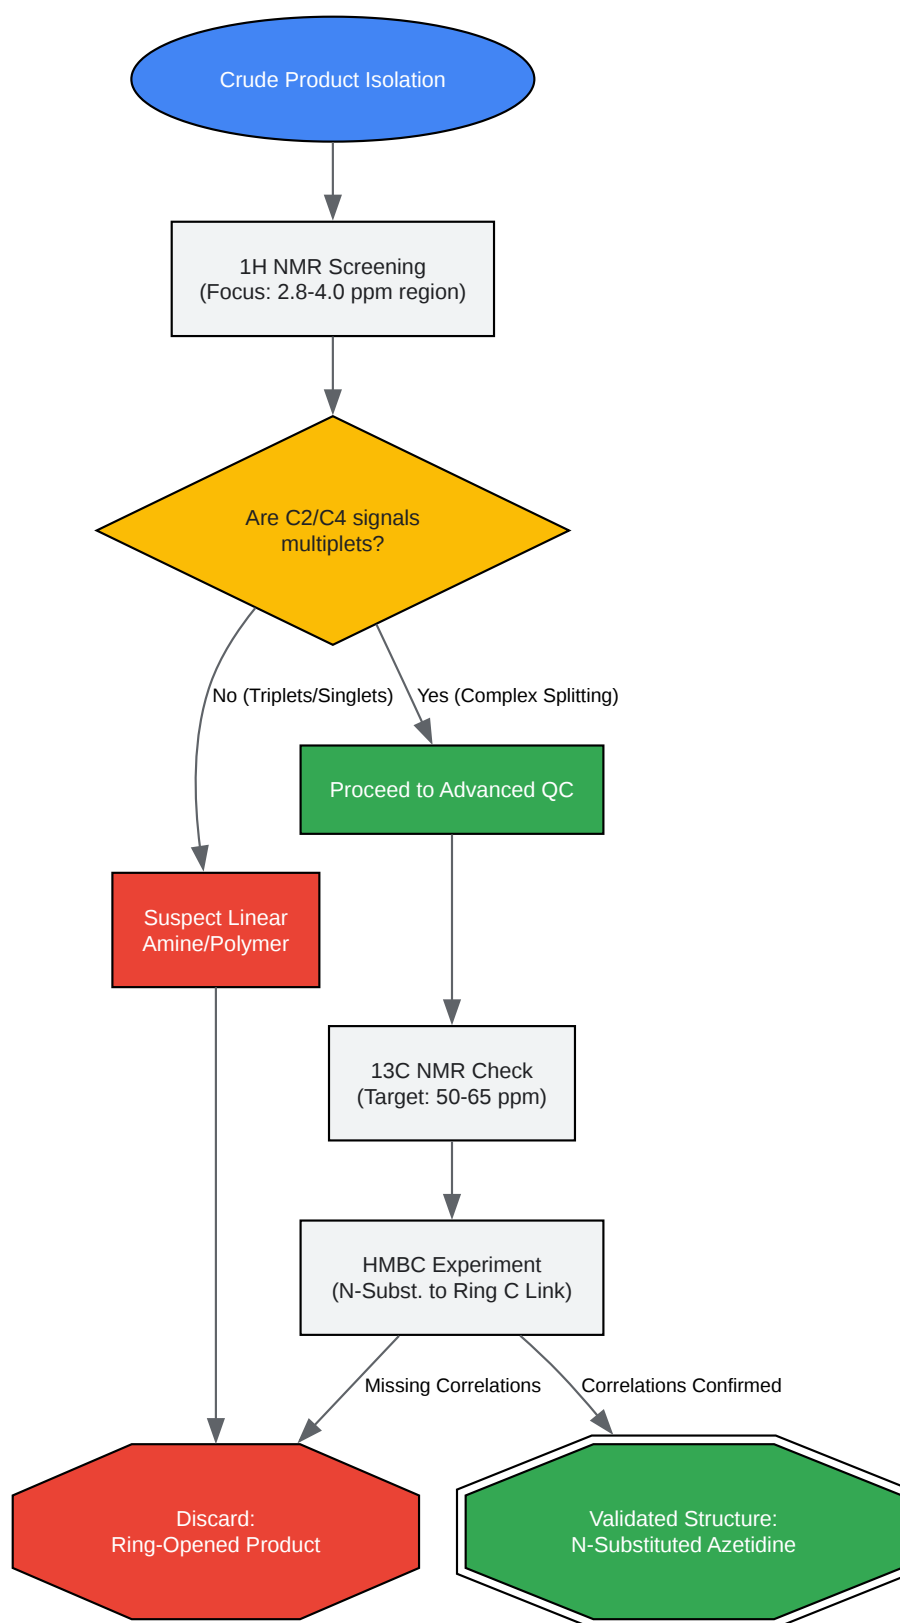 Crude Product Isolation
1H NMR Screening
(Focus: 2.8-4.0 ppm region)
Are C2/C4 signals
multiplets?
No (Triplets/Singlets)
Yes (Complex Splitting)
Proceed to Advanced QC
Suspect Linear
Amine/Polymer
13C NMR Check
(Target: 50-65 ppm)
HMBC Experiment
(N-Subst. to Ring C Link)
Missing Correlations
Correlations Confirmed
Discard:
Ring-Opened Product
Validated Structure:
N-Substituted Azetidine